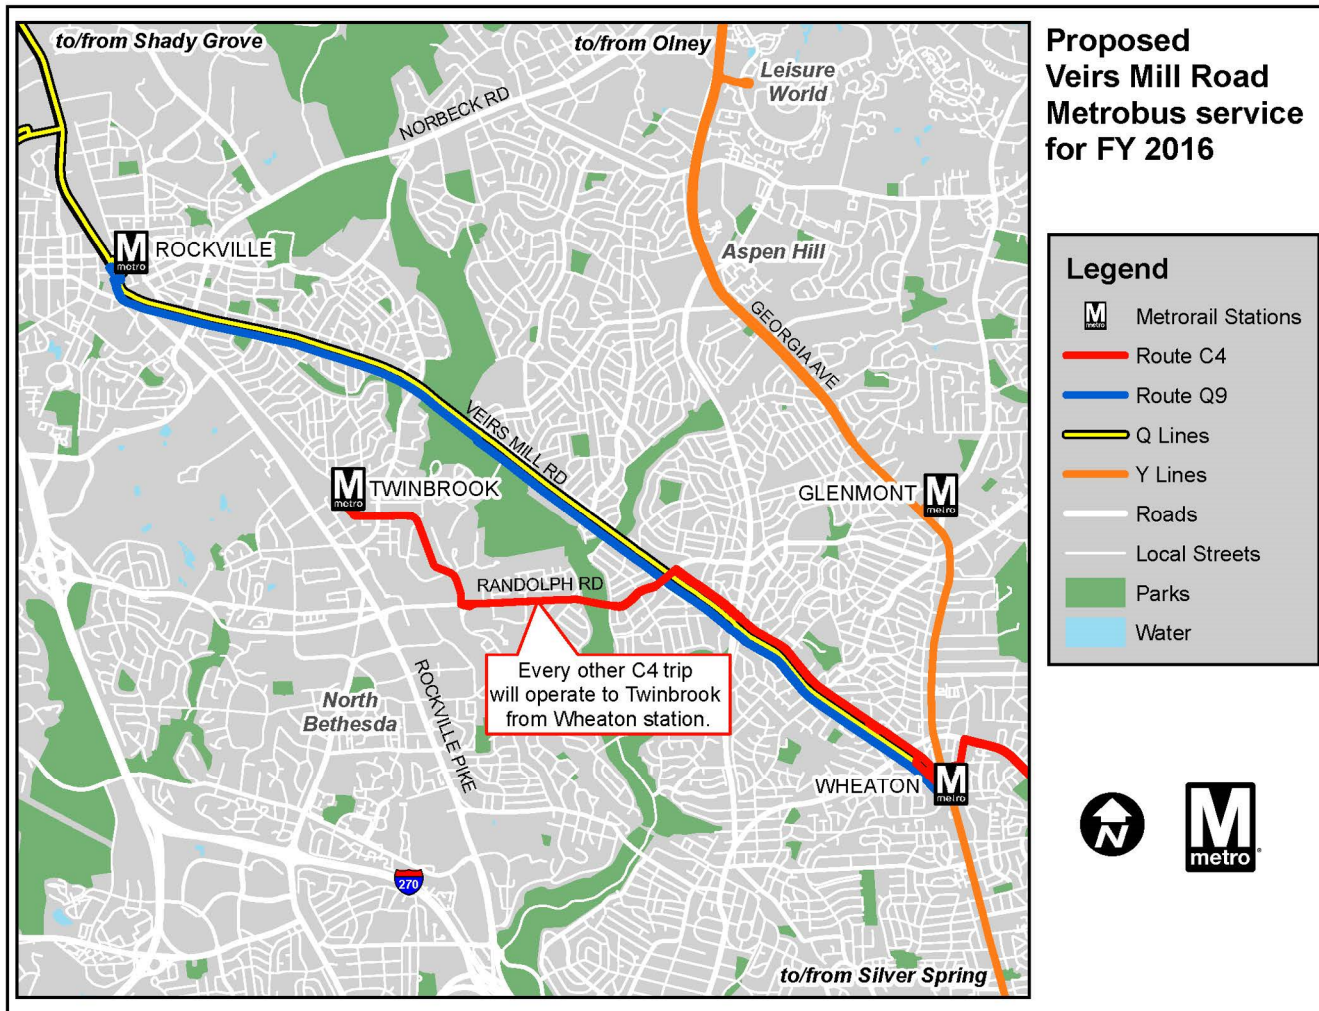 Proposed
Veirs Mill Road
Metrobus service
for FY 2016
to/from Shady Grove
to/from Olney
Leisure
World
NORBECK RD
M
metro
ROCKVILLE
Aspen Hill
GEORGIA AVE
VEIRS MILL RD
M
metro
TWINBROOK
GLENMONT
M
metro
RANDOLPH RD
Every other C4 trip
will operate to Twinbrook
from Wheaton station.
North
Bethesda
ROCKVILLE PIKE
WHEATON
M
metro
270
to/from Silver Spring
Legend
M
metro
Metrorail Stations
Route C4
Route Q9
Q Lines
Y Lines
Roads
Local Streets
Parks
Water
N
M
metro